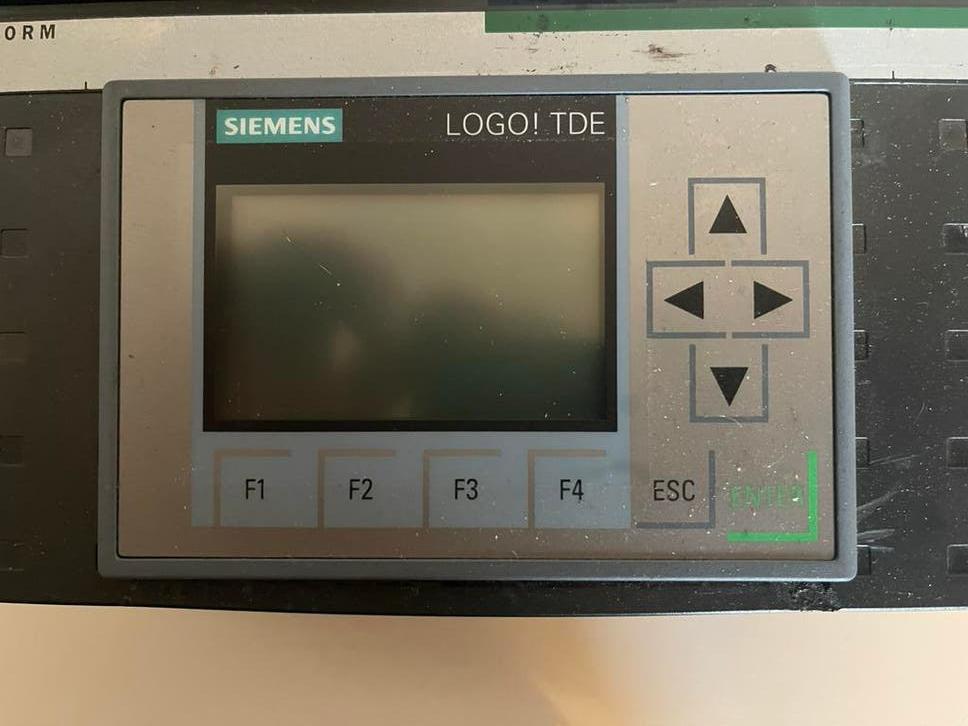 ORM
SIEMENS LOGO! TDE
F1 F2 F3 F4 ESC ENTER